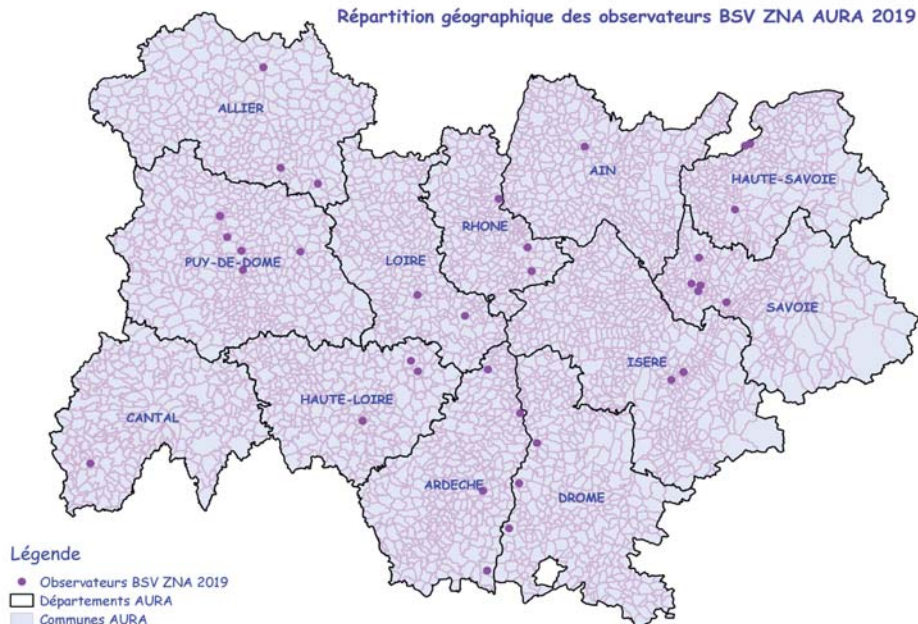 Répartition géographique des observateurs BSV ZNA AURA 2019
ALLIER
AIN
HAUTE-SAVOIE
RHONE
PUY-DE-DOME
LOIRE
SAVOIE
ISERE
HAUTE-LOIRE
CANTAL
ARDECHE
DROME
Légende
Observateurs BSV ZNA 2019
Départements AURA
Communes AURA